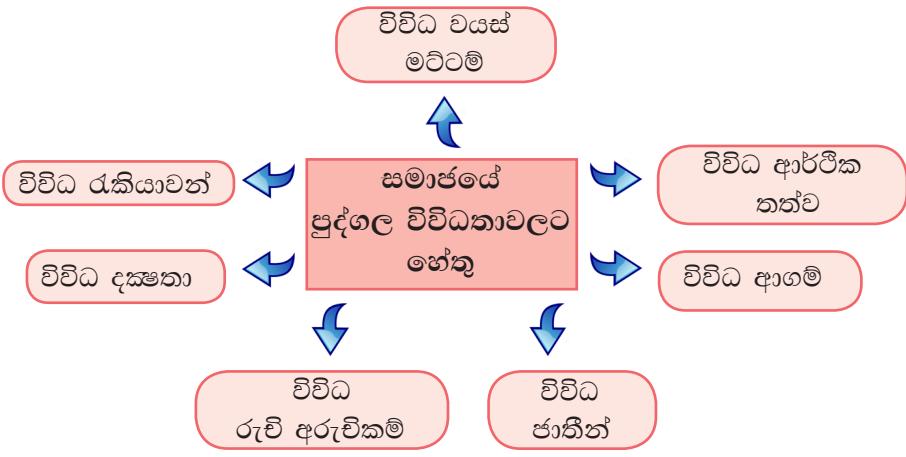 විවිධ වයස්
මට්ටම්
විවිධ රැකියාවන්
සමාජයේ
පුද්ගල විවිධතාවලට
හේතු
විවිධ ආර්ථික
තත්ව
විවිධ දක්‍ෂතා
විවිධ ආගම්
විවිධ
රුචි අරුචිකම්
විවිධ
ජාතීන්